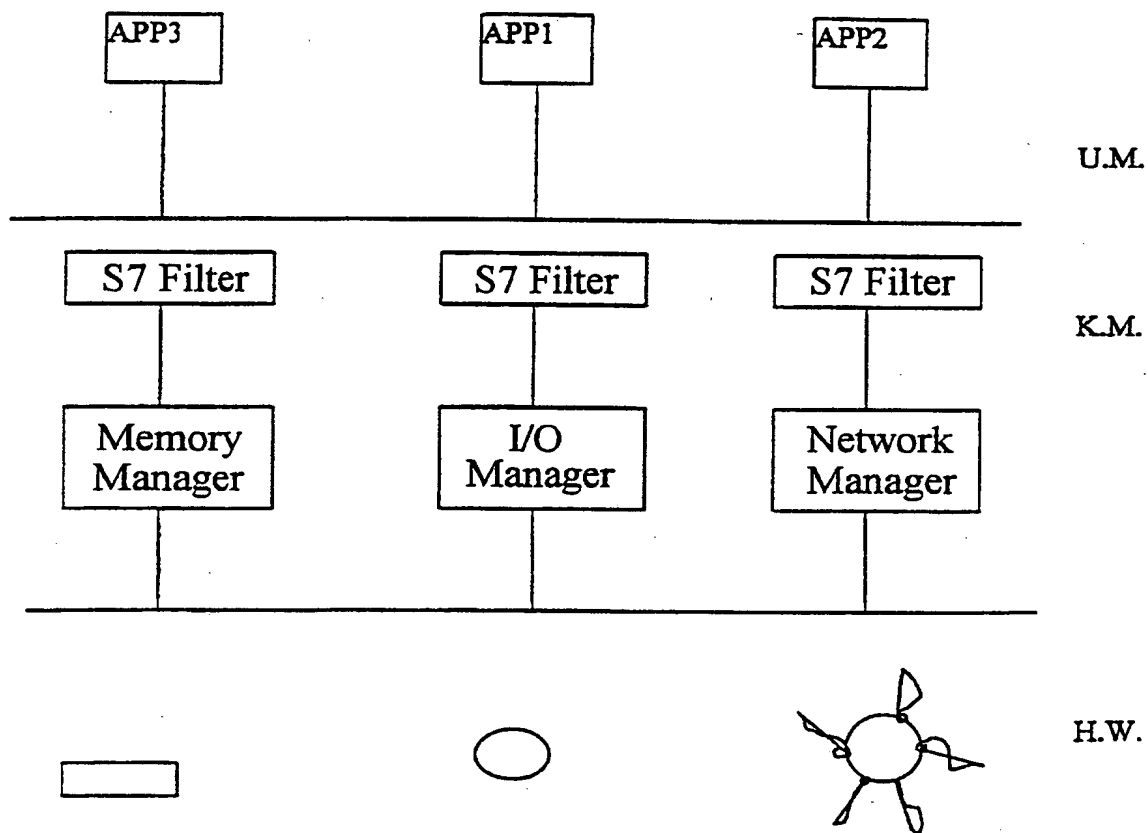 APP3
APP1
APP2
U.M.
S7 Filter
S7 Filter
S7 Filter
K.M.
Memory
Manager
I/O
Manager
Network
Manager
H.W.